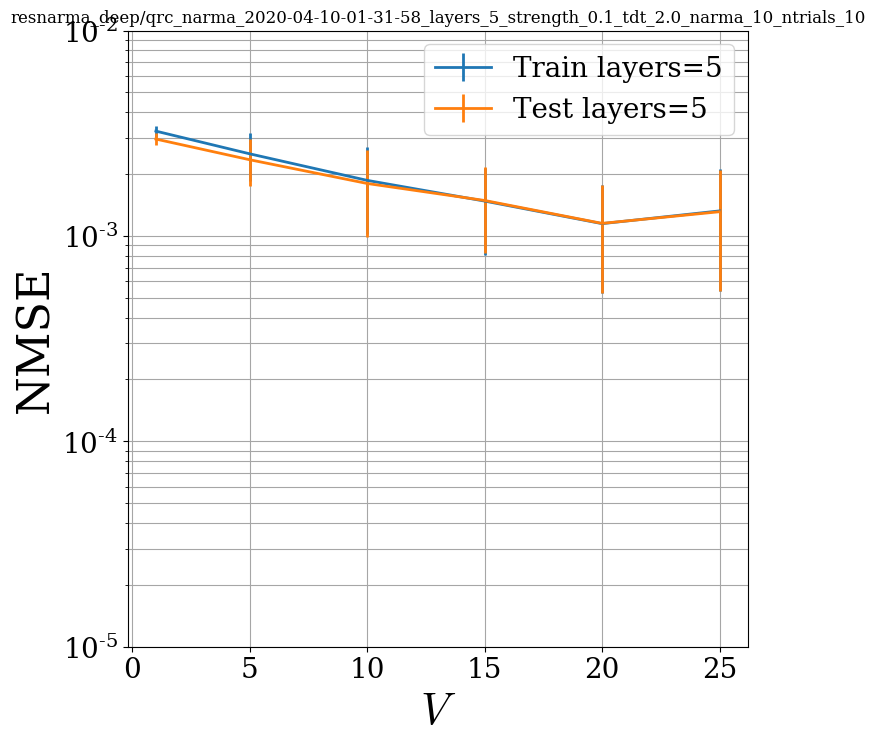 resnarma_deep/qrc_narma_2020-04-10-01-31-58_layers_5_strength_0.1_tdt_2.0_narma_10_ntrials_10
10^-2
Train layers=5
Test layers=5
10^-3
NMSE
10^-4
10^-5
0 5 10 15 20 25
V